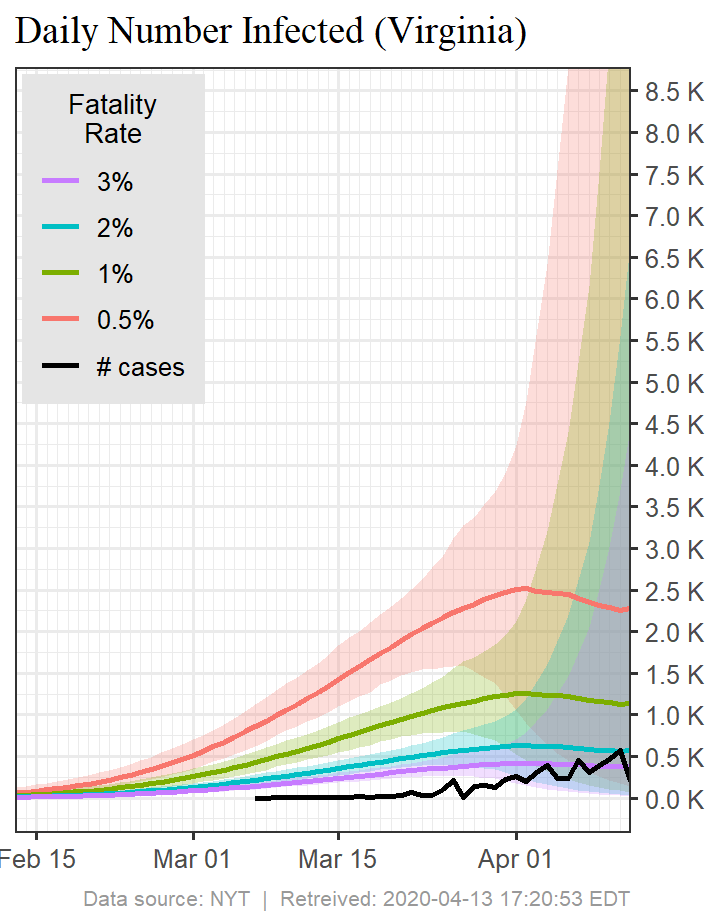 Daily Number Infected (Virginia)
Fatality
Rate
3%
2%
1%
0.5%
# cases
8.5 K
8.0 K
7.5 K
7.0 K
6.5 K
6.0 K
5.5 K
5.0 K
4.5 K
4.0 K
3.5 K
3.0 K
2.5 K
2.0 K
1.5 K
1.0 K
0.5 K
0.0 K
Feb 15 Mar 01 Mar 15 Apr 01
Data source: NYT | Retreived: 2020-04-13 17:20:53 EDT